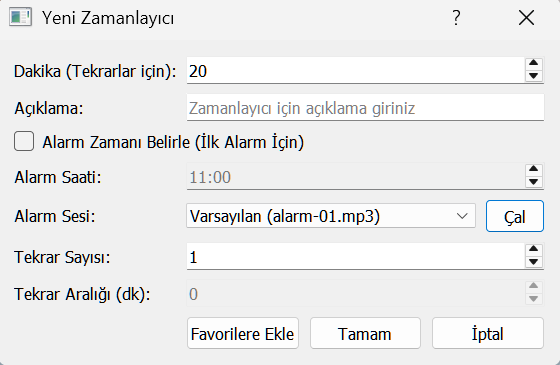 Yeni Zamanlayıcı
Dakika (Tekrarlar için): 20
Açıklama: Zamanlayıcı için açıklama giriniz
Alarm Zamanı Belirle (İlk Alarm İçin)
Alarm Saati: 11:00
Alarm Sesi: Varsayılan (alarm-01.mp3) Çal
Tekrar Sayısı: 1
Tekrar Aralığı (dk): 0
Favorilere Ekle Tamam İptal